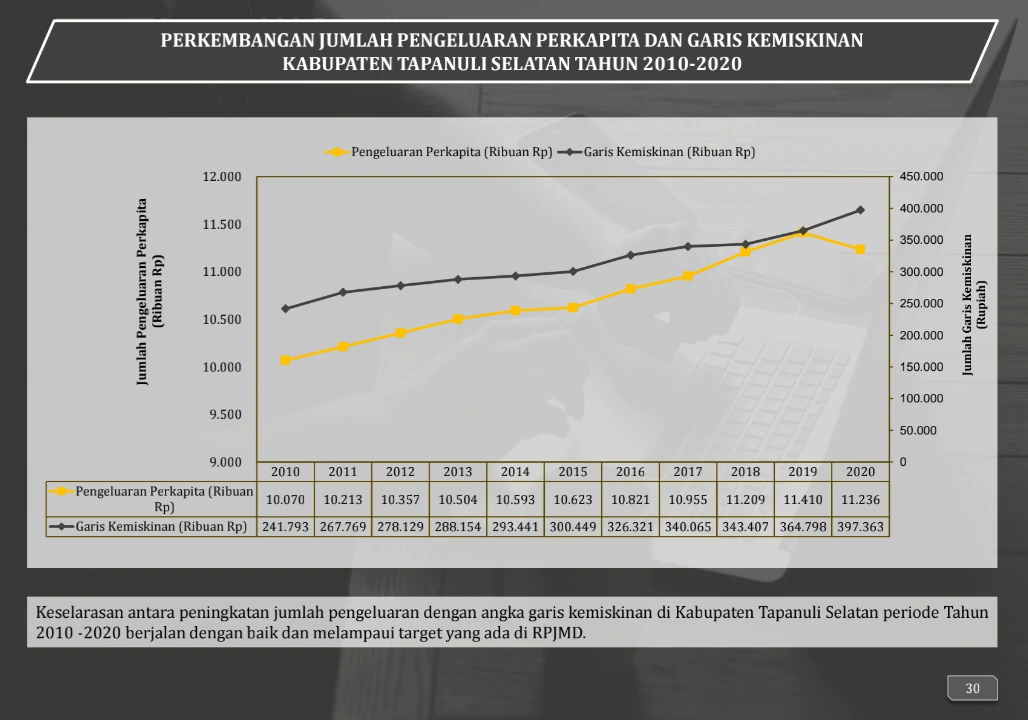 PERKEMBANGAN JUMLAH PENGELUARAN PERKAPITA DAN GARIS KEMISKINAN
KABUPATEN TAPANULI SELATAN TAHUN 2010-2020
Pengeluaran Perkapita (Ribuan Rp) Garis Kemiskinan (Ribuan Rp)
Jumlah Pengeluaran Perkapita
(Ribuan Rp)
12.000
11.500
11.000
10.500
10.000
9.500
9.000
450.000
400.000
350.000
300.000
250.000
200.000
150.000
100.000
50.000
0
Jumlah Garis Kemiskinan
(Rupiah)
2010 2011 2012 2013 2014 2015 2016 2017 2018 2019 2020
Pengeluaran Perkapita (Ribuan
Rp)
10.070 10.213 10.357 10.504 10.593 10.623 10.821 10.955 11.209 11.410 11.236
Garis Kemiskinan (Ribuan Rp) 241.793 267.769 278.129 288.154 293.441 300.449 326.321 340.065 343.407 364.798 397.363
Keselarasan antara peningkatan jumlah pengeluaran dengan angka garis kemiskinan di Kabupaten Tapanuli Selatan periode Tahun
2010 -2020 berjalan dengan baik dan melampaui target yang ada di RPJMD.
30